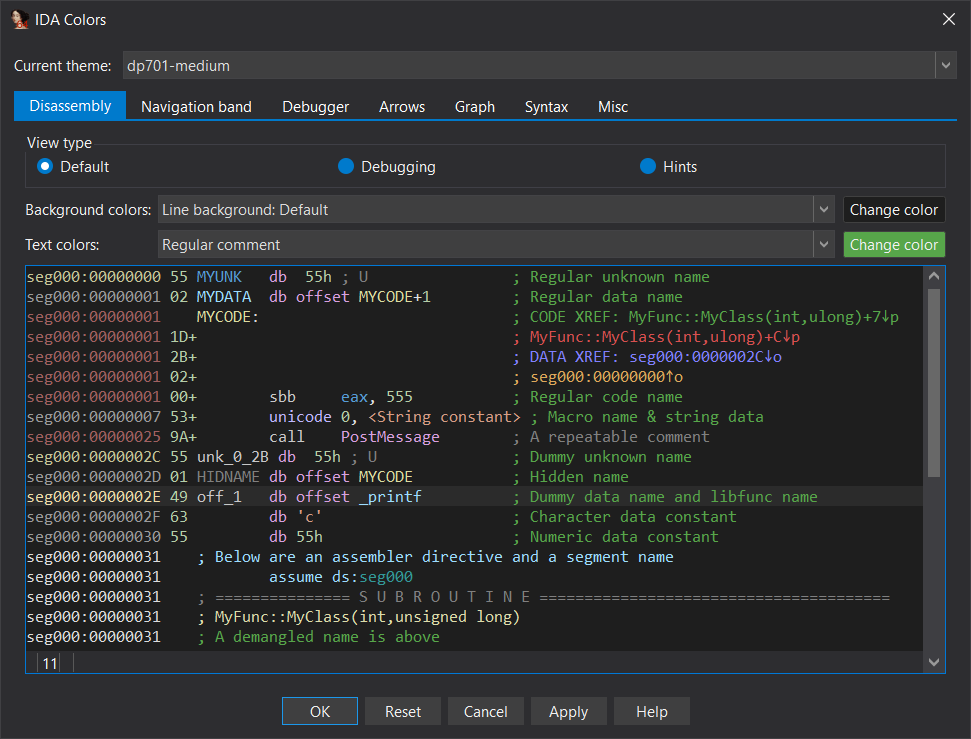 IDA Colors
Current theme: dp701-medium
Disassembly Navigation band Debugger Arrows Graph Syntax Misc
View type
Default Debugging Hints
Background colors: Line background: Default Change color
Text colors: Regular comment Change color
seg000:00000000 55 MYUNK db 55h ; U ; Regular unknown name
seg000:00000001 02 MYDATA db offset MYCODE+1 ; Regular data name
seg000:00000001 MYCODE: ; CODE XREF: MyFunc::MyClass(int,ulong)+7↓p
seg000:00000001 1D+ ; MyFunc::MyClass(int,ulong)+C↓p
seg000:00000001 2B+ ; DATA XREF: seg000:0000002C↓o
seg000:00000001 02+ ; seg000:00000000↑o
seg000:00000001 00+ sbb eax, 555 ; Regular code name
seg000:00000007 53+ unicode 0, <String constant> ; Macro name & string data
seg000:00000025 9A+ call PostMessage ; A repeatable comment
seg000:0000002C 55 unk_0_2B db 55h ; U ; Dummy unknown name
seg000:0000002D 01 HIDNAME db offset MYCODE ; Hidden name
seg000:0000002E 49 off_1 db offset _printf ; Dummy data name and libfunc name
seg000:0000002F 63 db 'c' ; Character data constant
seg000:00000030 55 db 55h ; Numeric data constant
seg000:00000031 ; Below are an assembler directive and a segment name
seg000:00000031 assume ds:seg000
seg000:00000031 ; =============== S U B R O U T I N E =======================================
seg000:00000031 ; MyFunc::MyClass(int,unsigned long)
seg000:00000031 ; A demangled name is above
11
OK Reset Cancel Apply Help